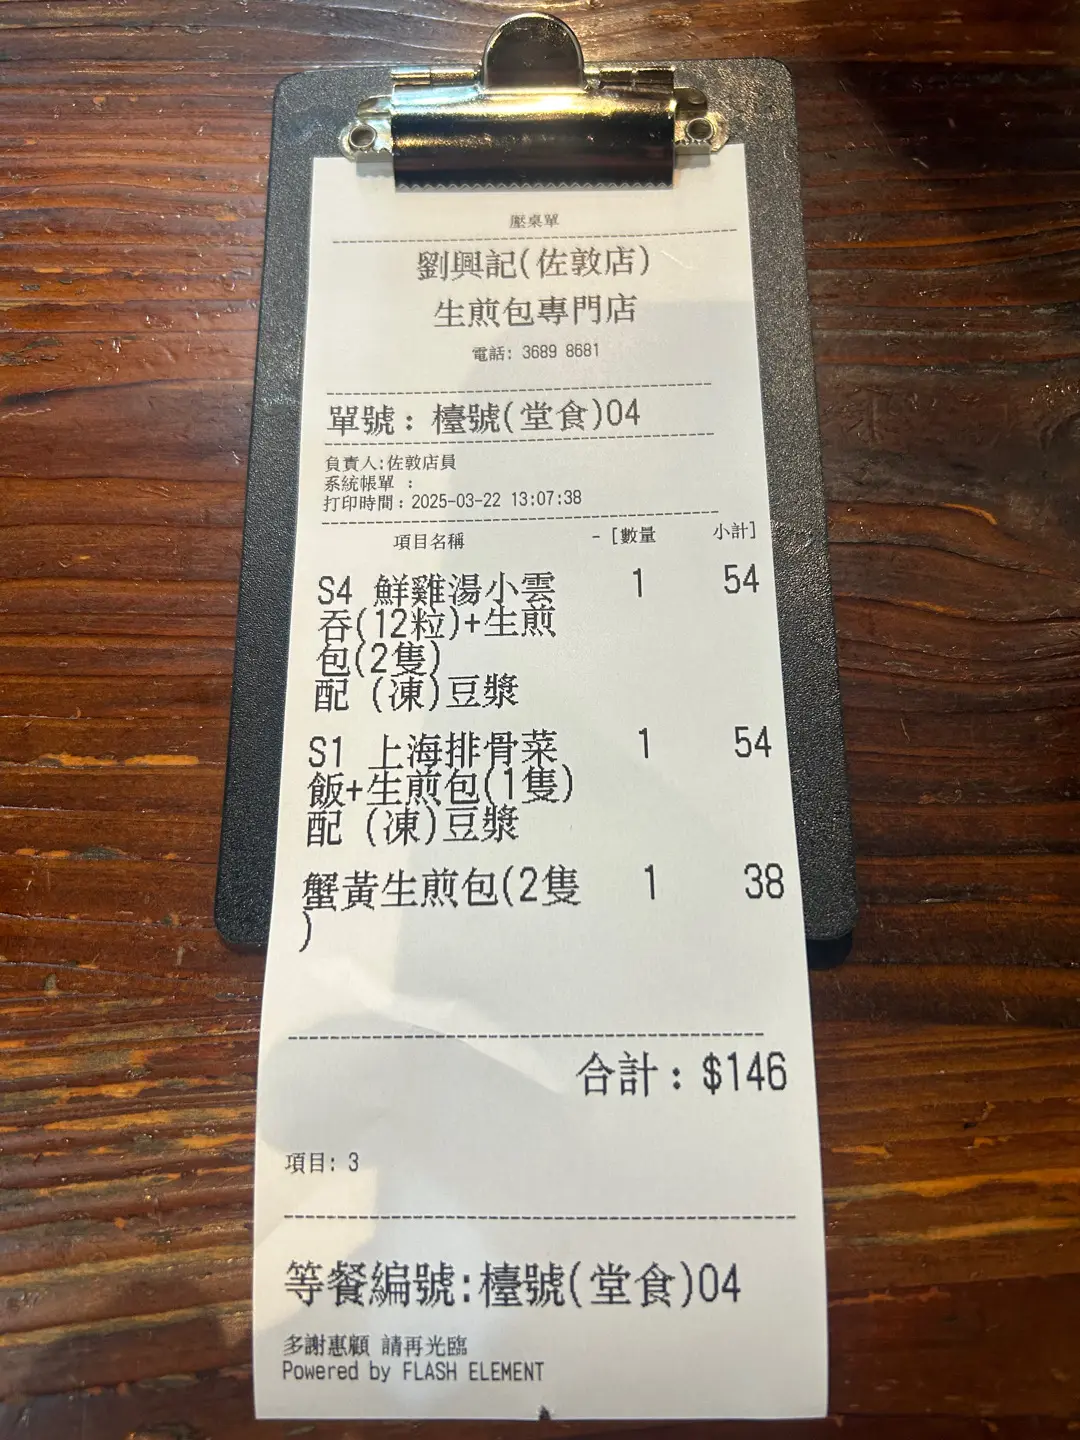 壓桌單
劉興記(佐敦店)
生煎包專門店
電話: 3689 8681
單號：檯號(堂食)04
負責人:佐敦店員
系統帳單 :
打印時間：2025-03-22 13:07:38
項目名稱 - [數量 小計]
S4 鮮雞湯小雲 1 54
吞(12粒)+生煎
包(2隻)
配 (凍)豆漿
S1 上海排骨菜 1 54
飯+生煎包(1隻)
配 (凍)豆漿
蟹黃生煎包(2隻 1 38
)
合計：$146
項目: 3
等餐編號:檯號(堂食)04
多謝惠顧 請再光臨
Powered by FLASH ELEMENT